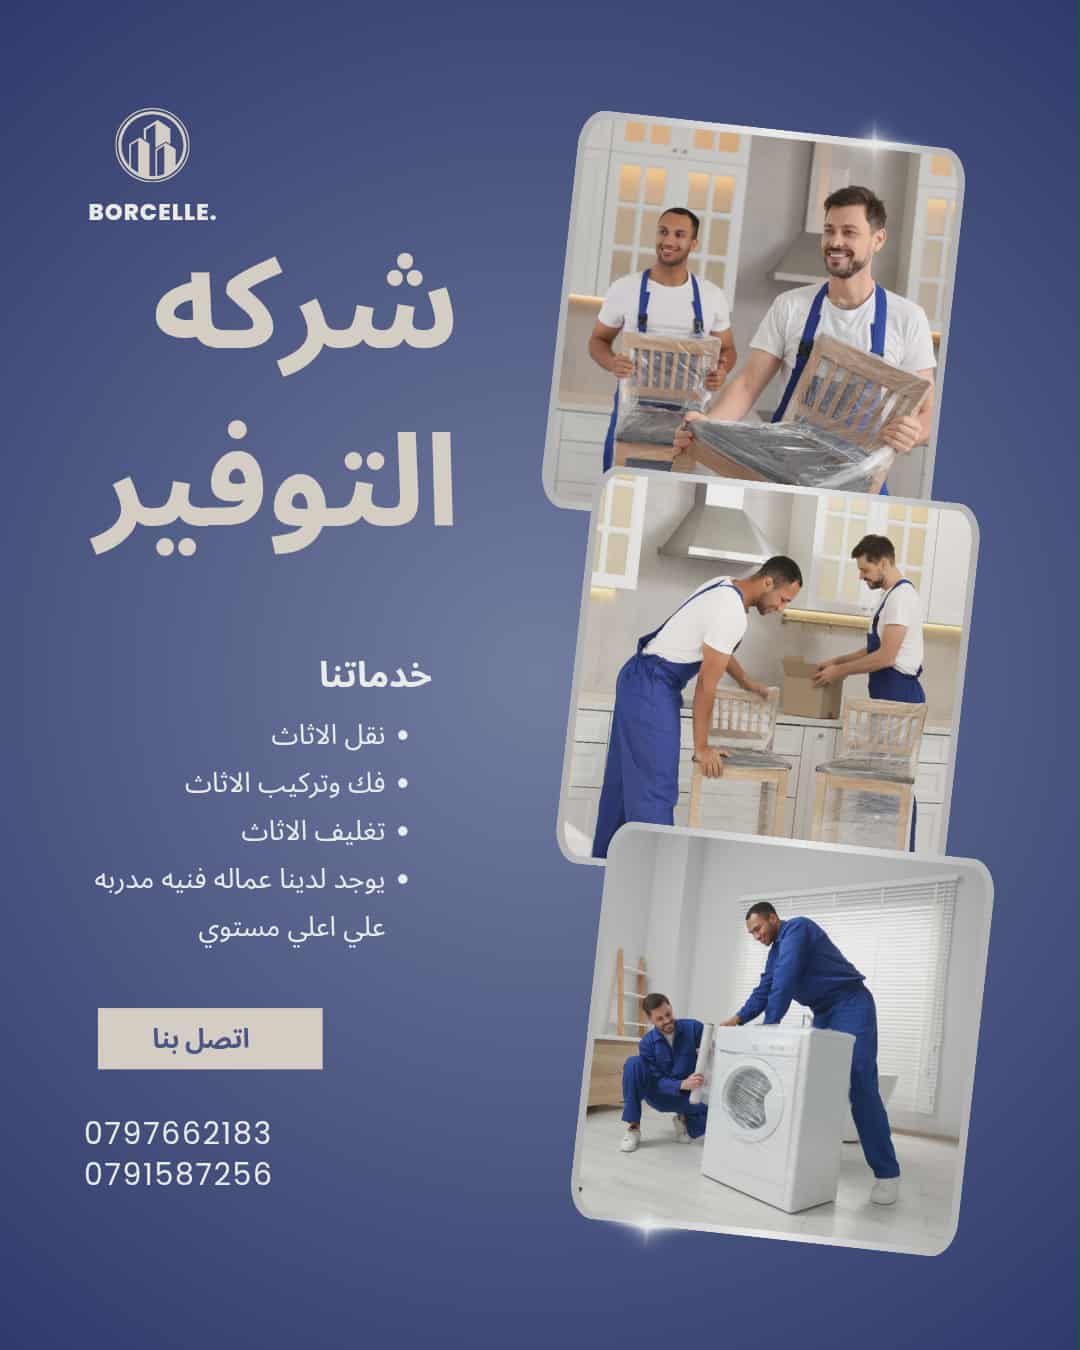 BORCELLE.
شركه
التوفير
خدماتنا
• نقل الاثاث
• فك وتركيب الاثاث
• تغليف الاثاث
• يوجد لدينا عماله فنيه مدربه
علي اعلي مستوي
اتصل بنا
0797662183
0791587256